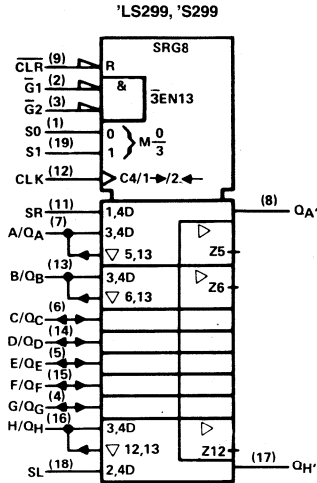 'LS299, 'S299
SRG8
CLR (9) R
G1 (2) &
G2 (3) 3EN13
S0 (1) 0
S1 (19) 1 } M 0/3
CLK (12) C4/1→/2←
SR (11) 1,4D (8) QA'
A/QA (7) 3,4D ▷
▽ 5,13 Z5
B/QB (13) 3,4D ▷
▽ 6,13 Z6
C/QC (6)
D/QD (14)
E/QE (5)
F/QF (15)
G/QG (4)
H/QH (16) 3,4D ▷
▽ 12,13 Z12
SL (18) 2,4D (17) QH'